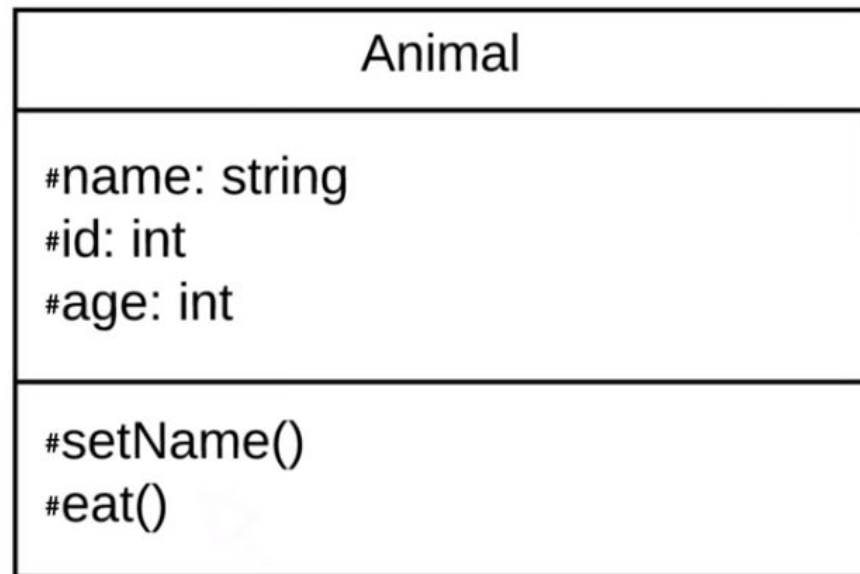 Animal
#name: string
#id: int
#age: int
#setName()
#eat()